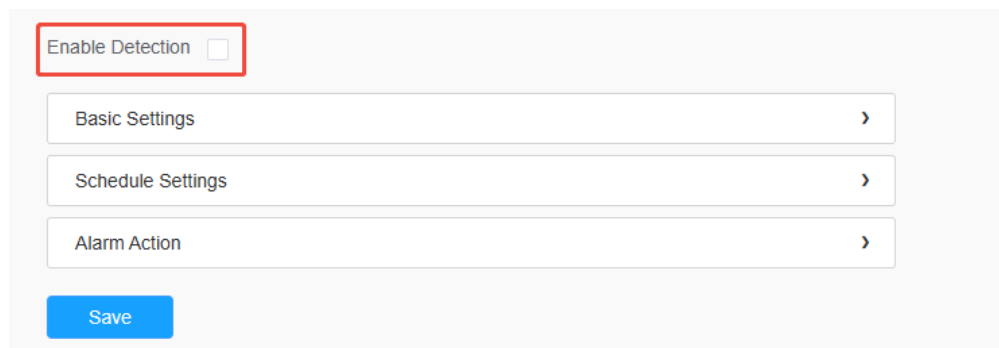 Enable Detection
Basic Settings
Schedule Settings
Alarm Action
Save